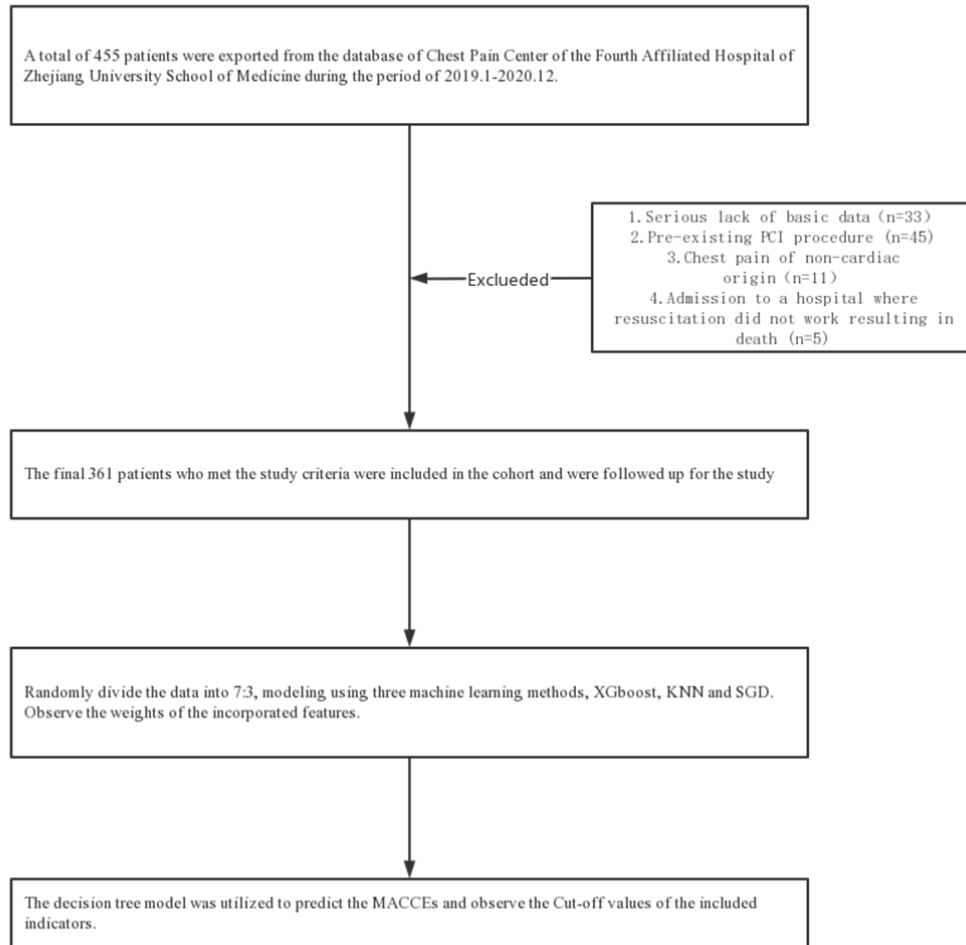 A total of 455 patients were exported from the database of Chest Pain Center of the Fourth Affiliated Hospital of
Zhejiang University School of Medicine during the period of 2019.1-2020.12.
1. Serious lack of basic data (n=33)
2. Pre-existing PCI procedure (n=45)
3. Chest pain of non-cardiac
origin (n=11)
4. Admission to a hospital where
resuscitation did not work resulting in
death (n=5)
Exclueded
The final 361 patients who met the study criteria were included in the cohort and were followed up for the study
Randomly divide the data into 7:3, modeling using three machine learning methods, XGboost, KNN and SGD.
Observe the weights of the incorporated features.
The decision tree model was utilized to predict the MACCEs and observe the Cut-off values of the included
indicators.